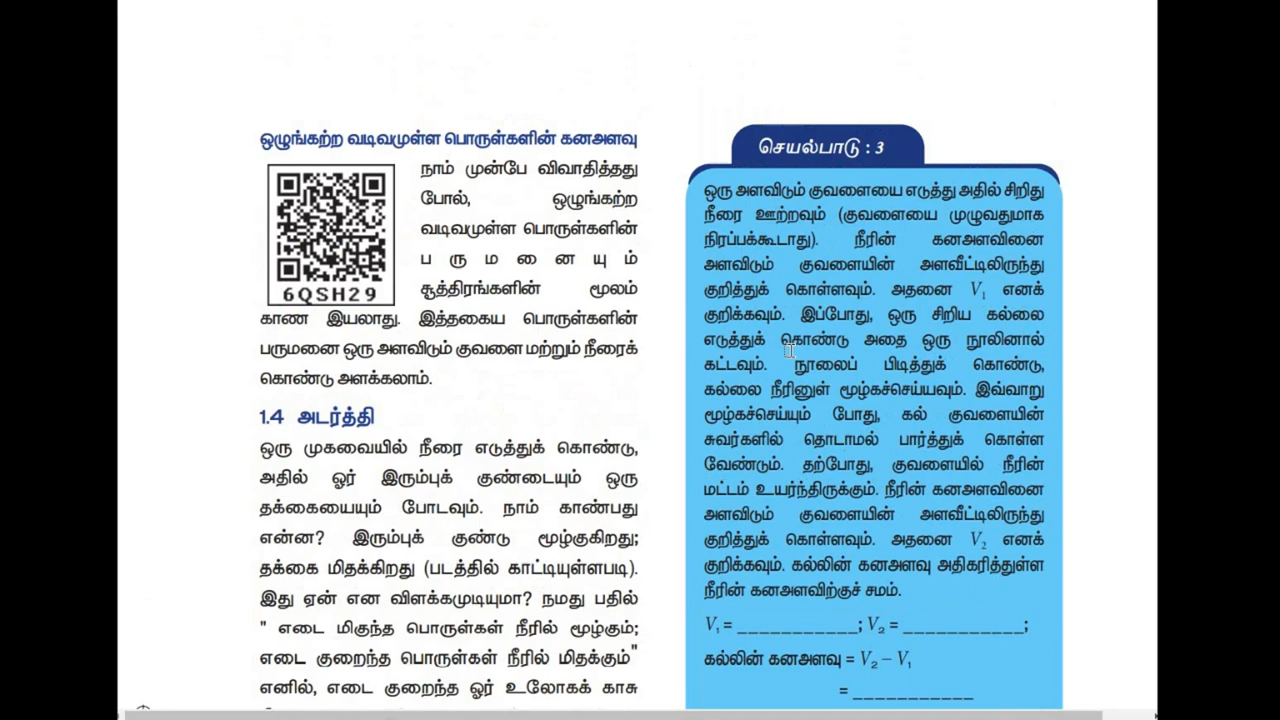 ஒழுங்கற்ற வடிவமுள்ள பொருள்களின் கனஅளவு
நாம் முன்பே விவாதித்தது
போல், ஒழுங்கற்ற
வடிவமுள்ள பொருள்களின்
ப ரு ம னை யு ம்
சூத்திரங்களின் மூலம்
6QSH29
காண இயலாது. இத்தகைய பொருள்களின்
பருமனை ஒரு அளவிடும் குவளை மற்றும் நீரைக்
கொண்டு அளக்கலாம்.
1.4 அடர்த்தி
ஒரு முகவையில் நீரை எடுத்துக் கொண்டு,
அதில் ஓர் இரும்புக் குண்டையும் ஒரு
தக்கையையும் போடவும். நாம் காண்பது
என்ன? இரும்புக் குண்டு மூழ்குகிறது;
தக்கை மிதக்கிறது (படத்தில் காட்டியுள்ளபடி).
இது ஏன் என விளக்கமுடியுமா? நமது பதில்
" எடை மிகுந்த பொருள்கள் நீரில் மூழ்கும்;
எடை குறைந்த பொருள்கள் நீரில் மிதக்கும்"
எனில், எடை குறைந்த ஓர் உலோகக் காசு
செயல்பாடு : 3
ஒரு அளவிடும் குவளையை எடுத்து அதில் சிறிது
நீரை ஊற்றவும் (குவளையை முழுவதுமாக
நிரப்பக்கூடாது). நீரின் கனஅளவினை
அளவிடும் குவளையின் அளவீட்டிலிருந்து
குறித்துக் கொள்ளவும். அதனை V₁ எனக்
குறிக்கவும். இப்போது, ஒரு சிறிய கல்லை
எடுத்துக் கொண்டு அதை ஒரு நூலினால்
கட்டவும். நூலைப் பிடித்துக் கொண்டு,
கல்லை நீரினுள் மூழ்கச்செய்யவும். இவ்வாறு
மூழ்கச்செய்யும் போது, கல் குவளையின்
சுவர்களில் தொடாமல் பார்த்துக் கொள்ள
வேண்டும். தற்போது, குவளையில் நீரின்
மட்டம் உயர்ந்திருக்கும். நீரின் கனஅளவினை
அளவிடும் குவளையின் அளவீட்டிலிருந்து
குறித்துக் கொள்ளவும். அதனை V₂ எனக்
குறிக்கவும். கல்லின் கனஅளவு அதிகரித்துள்ள
நீரின் கனஅளவிற்குச் சமம்.
V₁ = ___________; V₂ = ___________;
கல்லின் கனஅளவு = V₂ – V₁
= ___________